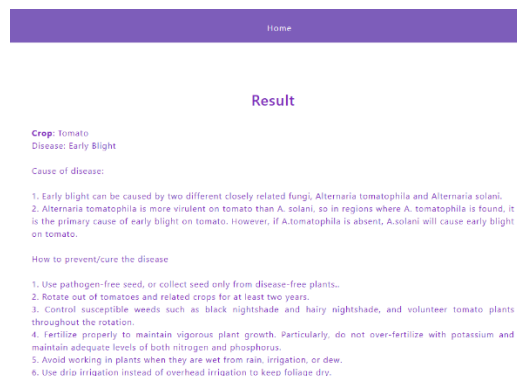 Home
Result
Crop: Tomato
Disease: Early Blight
Cause of disease:
1. Early blight can be caused by two different closely related fungi, Alternaria tomatophila and Alternaria solani.
2. Alternaria tomatophila is more virulent on tomato than A. solani, so in regions where A. tomatophila is found, it
is the primary cause of early blight on tomato. However, if A.tomatophila is absent, A.solani will cause early blight
on tomato.
How to prevent/cure the disease
1. Use pathogen-free seed, or collect seed only from disease-free plants..
2. Rotate out of tomatoes and related crops for at least two years.
3. Control susceptible weeds such as black nightshade and hairy nightshade, and volunteer tomato plants
throughout the rotation.
4. Fertilize properly to maintain vigorous plant growth. Particularly, do not over-fertilize with potassium and
maintain adequate levels of both nitrogen and phosphorus.
5. Avoid working in plants when they are wet from rain, irrigation, or dew.
6. Use drip irrigation instead of overhead irrigation to keep foliage dry.